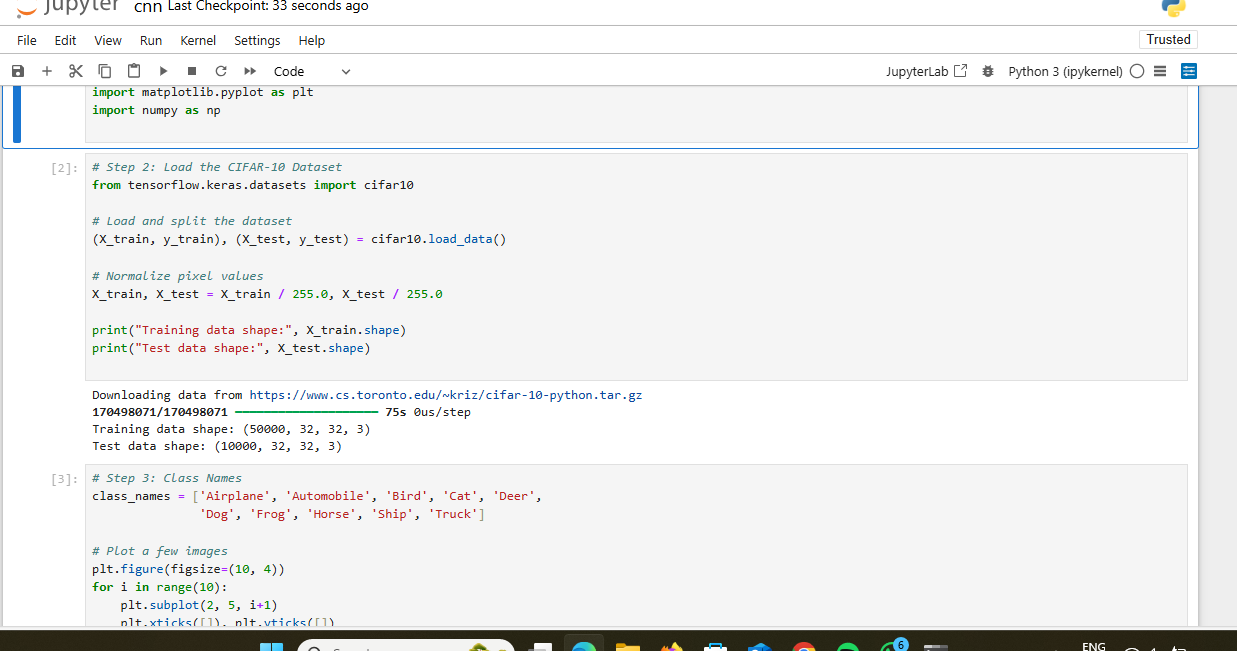 jupyter cnn Last Checkpoint: 33 seconds ago
File Edit View Run Kernel Settings Help
Trusted
Code
JupyterLab Python 3 (ipykernel)
import matplotlib.pyplot as plt
import numpy as np
[2]:
# Step 2: Load the CIFAR-10 Dataset
from tensorflow.keras.datasets import cifar10
# Load and split the dataset
(X_train, y_train), (X_test, y_test) = cifar10.load_data()
# Normalize pixel values
X_train, X_test = X_train / 255.0, X_test / 255.0
print("Training data shape:", X_train.shape)
print("Test data shape:", X_test.shape)
Downloading data from https://www.cs.toronto.edu/~kriz/cifar-10-python.tar.gz
170498071/170498071 ━━━━━━━━━━━━━━━━━━━━ 75s 0us/step
Training data shape: (50000, 32, 32, 3)
Test data shape: (10000, 32, 32, 3)
[3]:
# Step 3: Class Names
class_names = ['Airplane', 'Automobile', 'Bird', 'Cat', 'Deer',
'Dog', 'Frog', 'Horse', 'Ship', 'Truck']
# Plot a few images
plt.figure(figsize=(10, 4))
for i in range(10):
plt.subplot(2, 5, i+1)
plt.xticks([]), plt.yticks([])
6
ENG